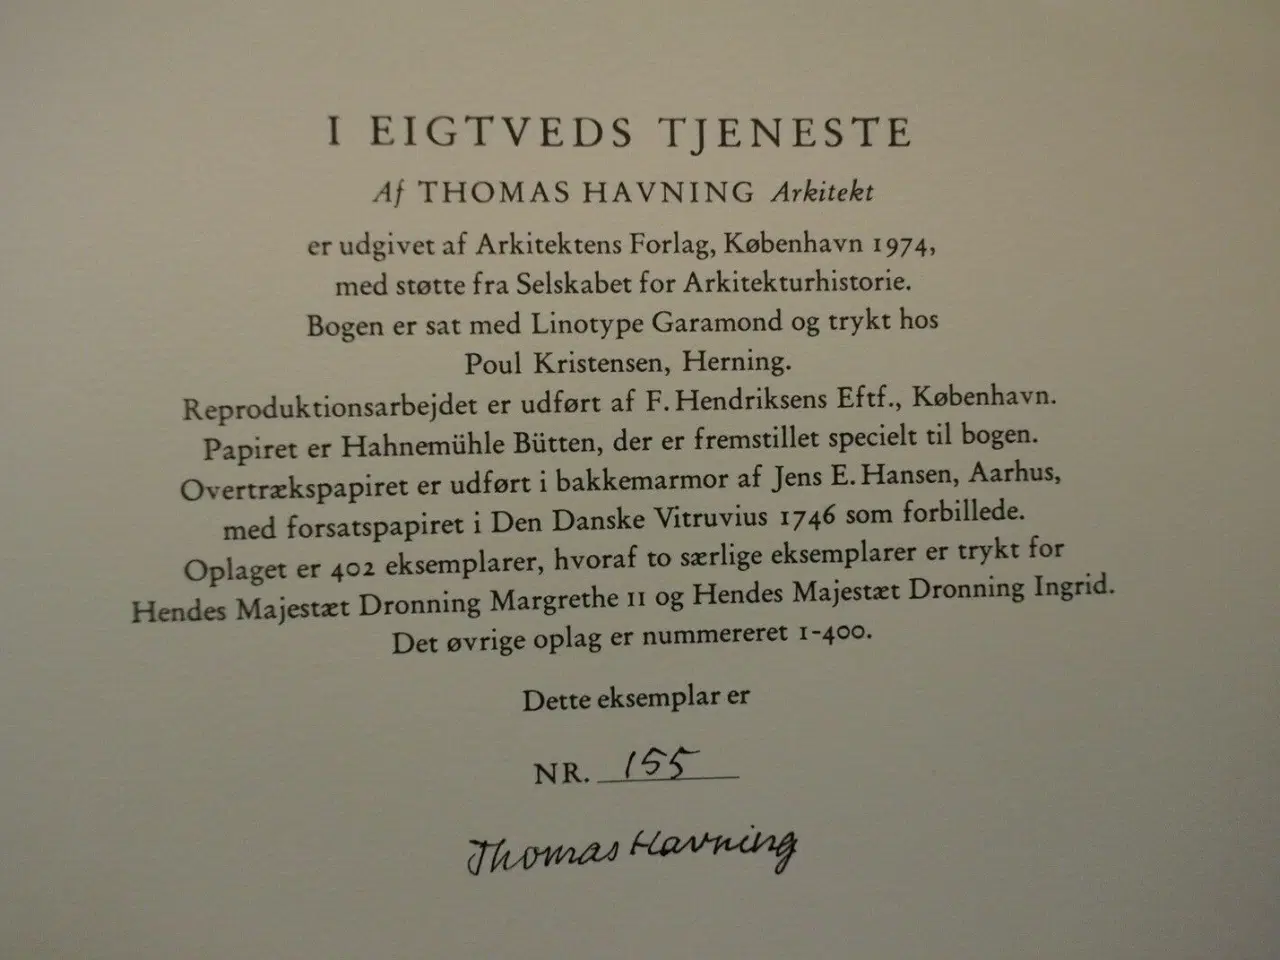 I EIGTVEDS TJENESTE
Af THOMAS HAVNING Arkitekt
er udgivet af Arkitektens Forlag, København 1974,
med støtte fra Selskabet for Arkitekturhistorie.
Bogen er sat med Linotype Garamond og trykt hos
Poul Kristensen, Herning.
Reproduktionsarbejdet er udført af F. Hendriksens Eftf., København.
Papiret er Hahnemühle Bütten, der er fremstillet specielt til bogen.
Overtrækspapiret er udført i bakkemarmor af Jens E. Hansen, Aarhus,
med forsatspapiret i Den Danske Vitruvius 1746 som forbillede.
Oplaget er 402 eksemplarer, hvoraf to særlige eksemplarer er trykt for
Hendes Majestæt Dronning Margrethe II og Hendes Majestæt Dronning Ingrid.
Det øvrige oplag er nummereret 1-400.
Dette eksemplar er
NR. 155
Thomas Havning